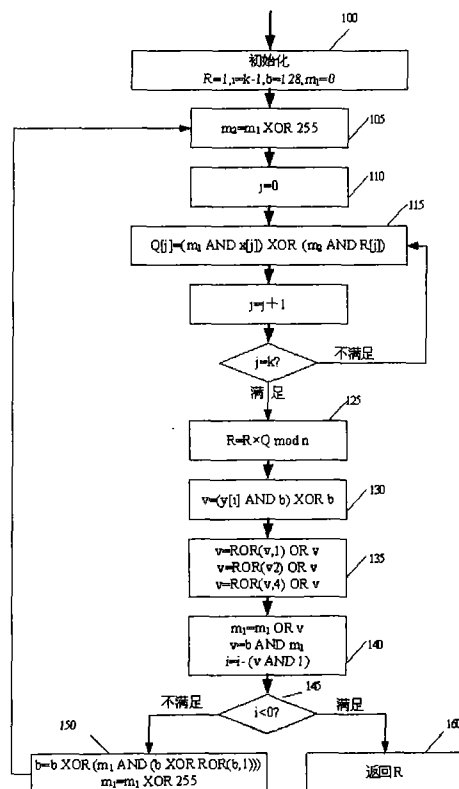 100
初始化
R=1,i=k-1,b=128,m₁=0
m₂=m₁ XOR 255
105
j=0
110
115
Q[j]=(m₁ AND x[j]) XOR (m₂ AND R[j])
j=j+1
j=k?
不满足
满足
125
R=R×Q mod n
v=(y[i] AND b) XOR b
130
v=ROR(v,1) OR v
v=ROR(v2) OR v
v=ROR(v,4) OR v
135
m₁=m₁ OR v
v=b AND m₁
i=i-(v AND 1)
140
145
i<0?
不满足
满足
150
b=b XOR (m₁ AND (b XOR ROR(b,1)))
m₁=m₁ XOR 255
160
返回R